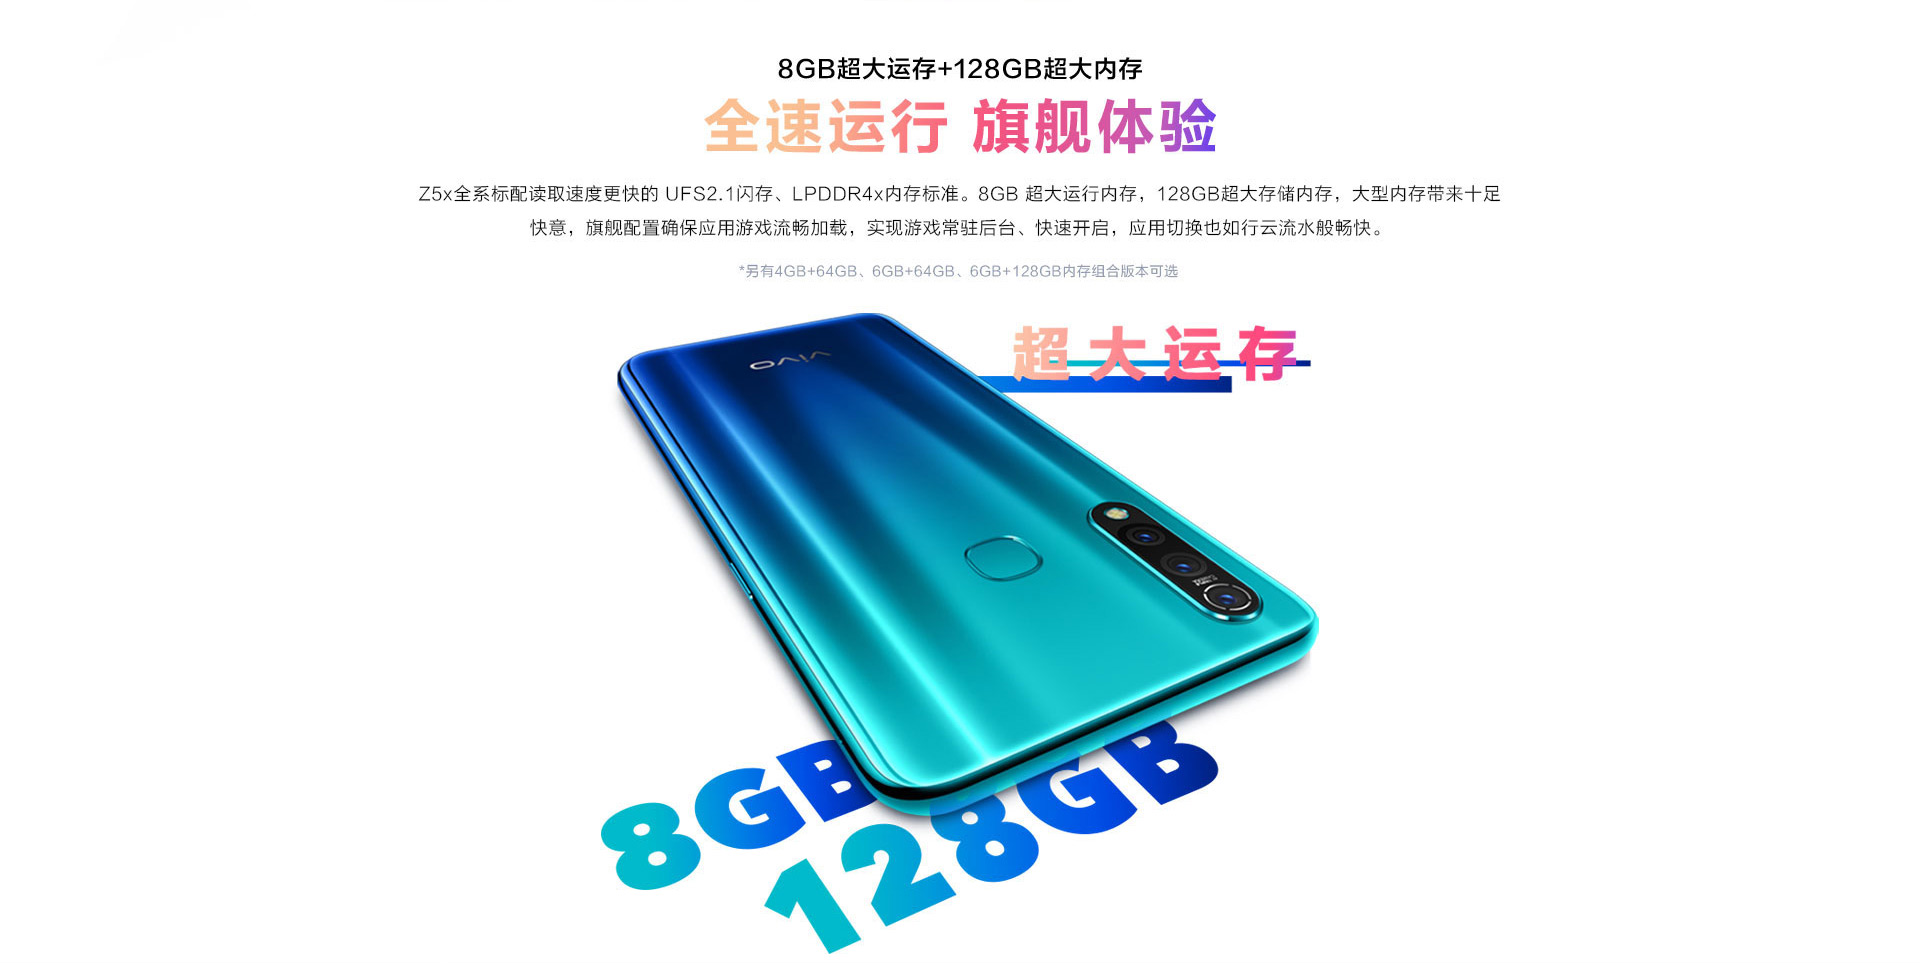 8GB超大运存+128GB超大内存
全速运行 旗舰体验
Z5x全系标配读取速度更快的 UFS2.1闪存、LPDDR4x内存标准。8GB 超大运行内存，128GB超大存储内存，大型内存带来十足
快意，旗舰配置确保应用游戏流畅加载，实现游戏常驻后台、快速开启，应用切换也如行云流水般畅快。
*另有4GB+64GB、6GB+64GB、6GB+128GB内存组合版本可选
超大运存
vivo
8GB
128GB